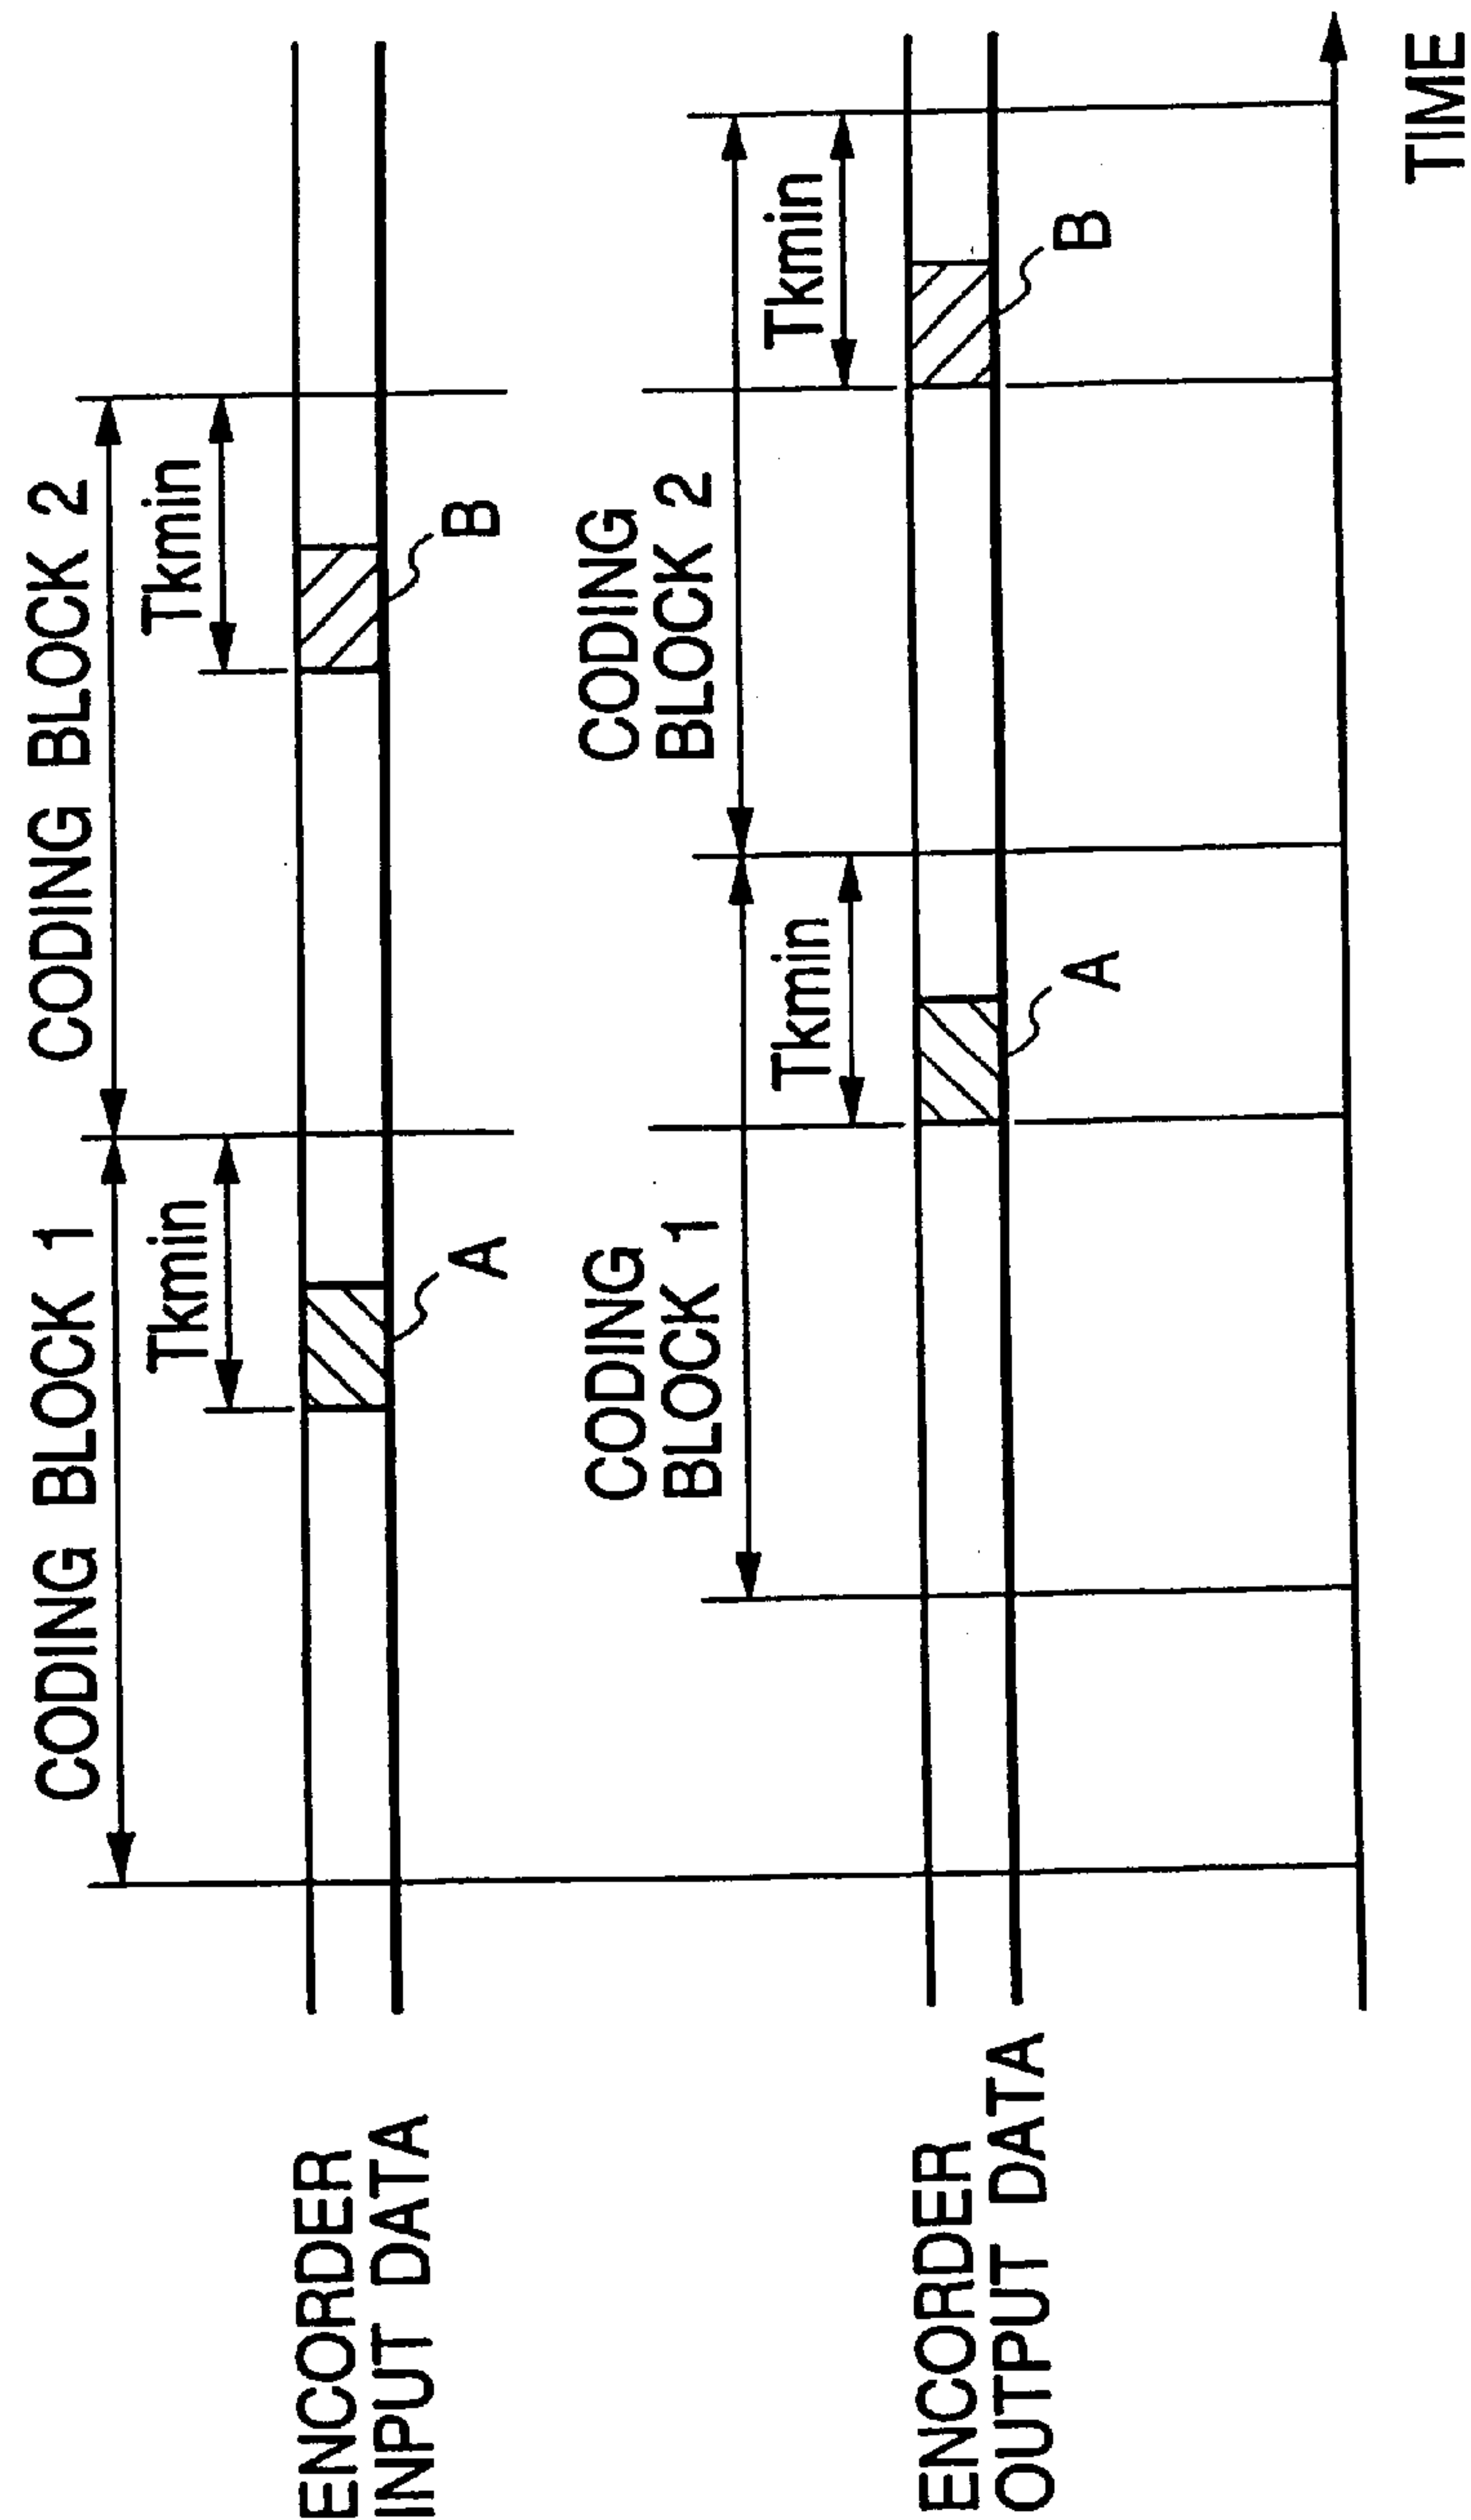 CODING BLOCK 1
CODING BLOCK 2
Tkmin
Tkmin
ENCORDER
INPUT DATA
A
B
CODING
BLOCK 1
CODING
BLOCK 2
Tkmin
Tkmin
ENCORDER
OUTPUT DATA
A
B
TIME